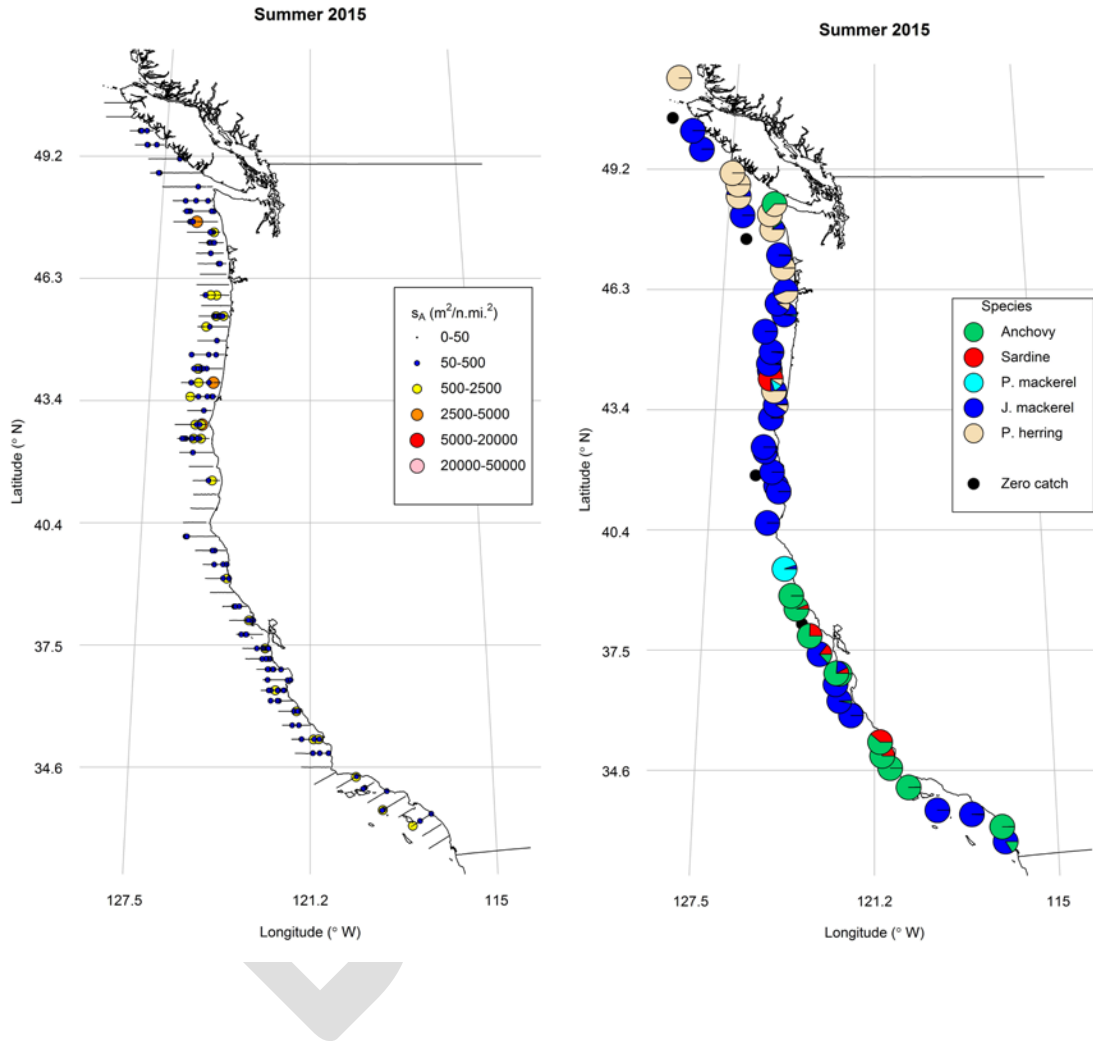 Summer 2015
49.2
46.3
43.4
40.4
37.5
34.6
Latitude (° N)
127.5
121.2
115
Longitude (° W)
s_A (m²/n.mi.²)
0-50
50-500
500-2500
2500-5000
5000-20000
20000-50000
Summer 2015
49.2
46.3
43.4
40.4
37.5
34.6
Latitude (° N)
127.5
121.2
115
Longitude (° W)
Species
Anchovy
Sardine
P. mackerel
J. mackerel
P. herring
Zero catch